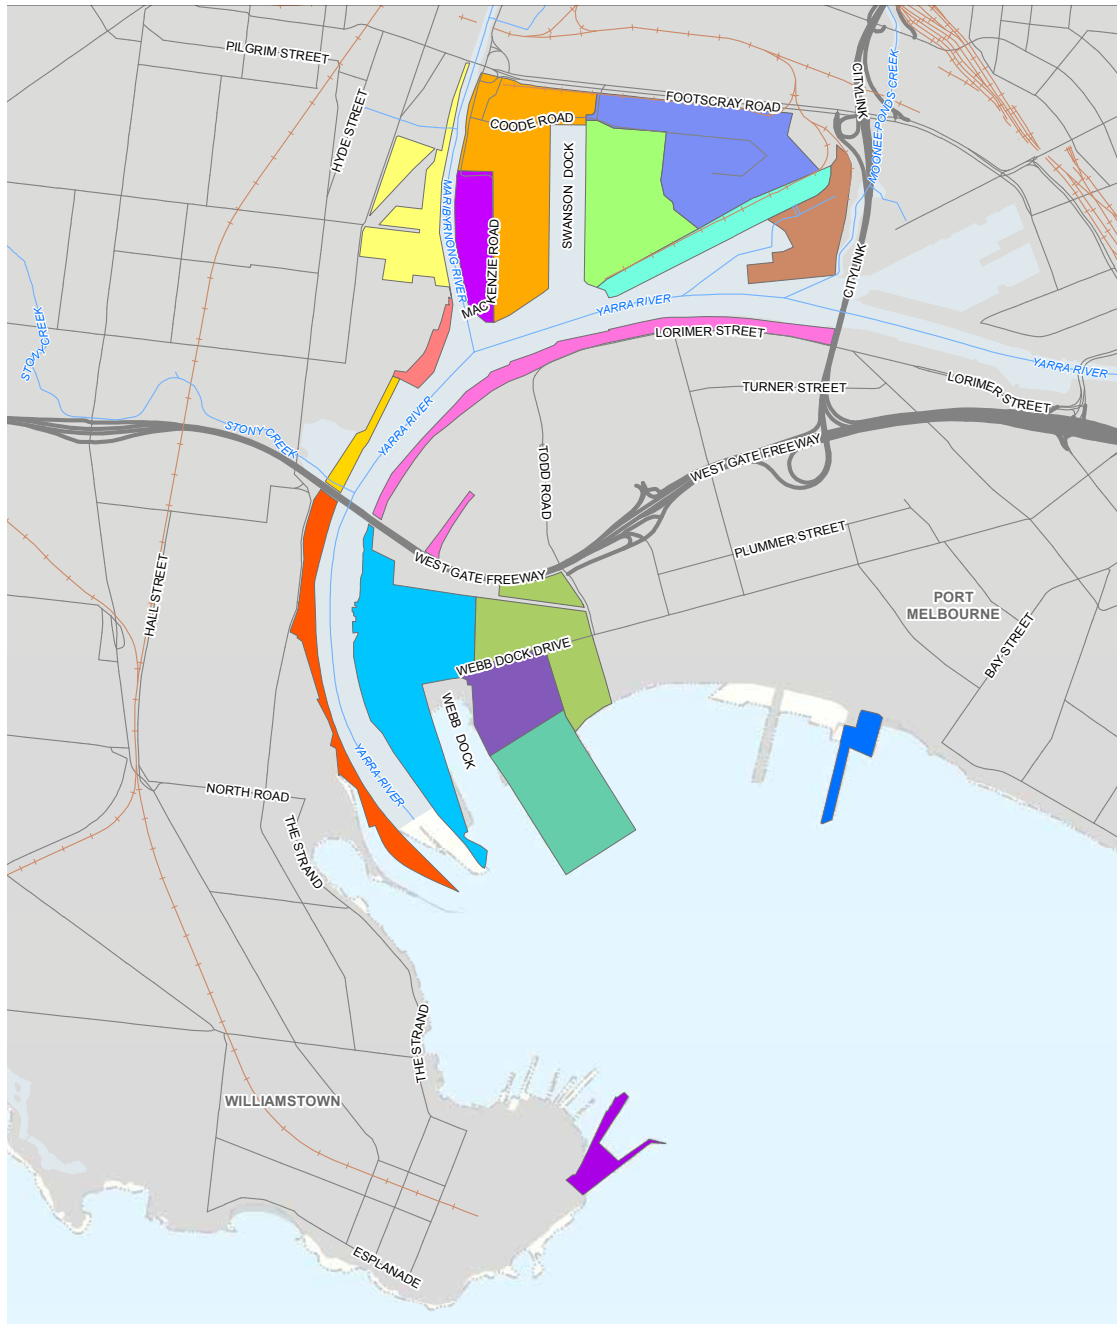 PILGRIM STREET
HYDE STREET
FOOTSCRAY ROAD
CITYLINK
MOONEE PONDS CREEK
COODE ROAD
SWANSON DOCK
MARIBYRNONG RIVER
MACKENZIE ROAD
CITYLINK
YARRA RIVER
LORIMER STREET
STONY CREEK
YARRA RIVER
TURNER STREET
LORIMER STREET
YARRA RIVER
STONY CREEK
WEST GATE FREEWAY
TODD ROAD
PLUMMER STREET
WEST GATE FREEWAY
HALL STREET
PORT
MELBOURNE
BAY STREET
WEBB DOCK DRIVE
WEBB DOCK
YARRA RIVER
NORTH ROAD
THE STRAND
THE STRAND
WILLIAMSTOWN
ESPLANADE